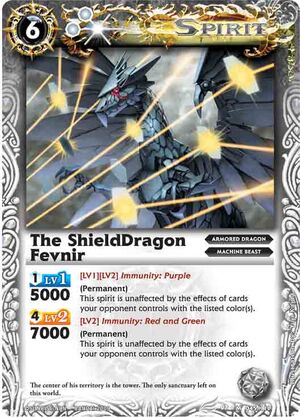 6
SPIRIT
The ShieldDragon
Fevnir
ARMORED DRAGON
MACHINE BEAST
1 LV1
5000
4 LV2
7000
[LV1][LV2] Immunity: Purple
(Permanent)
This spirit is unaffected by the effects of cards
your opponent controls with the color(s) listed.
[LV2] Immunity: Red and Green
(Permanent)
This spirit is unaffected by the effects of cards
your opponent controls with the color(s) listed.
The center of his territory is the tower. The only sanctuary left on
this world.